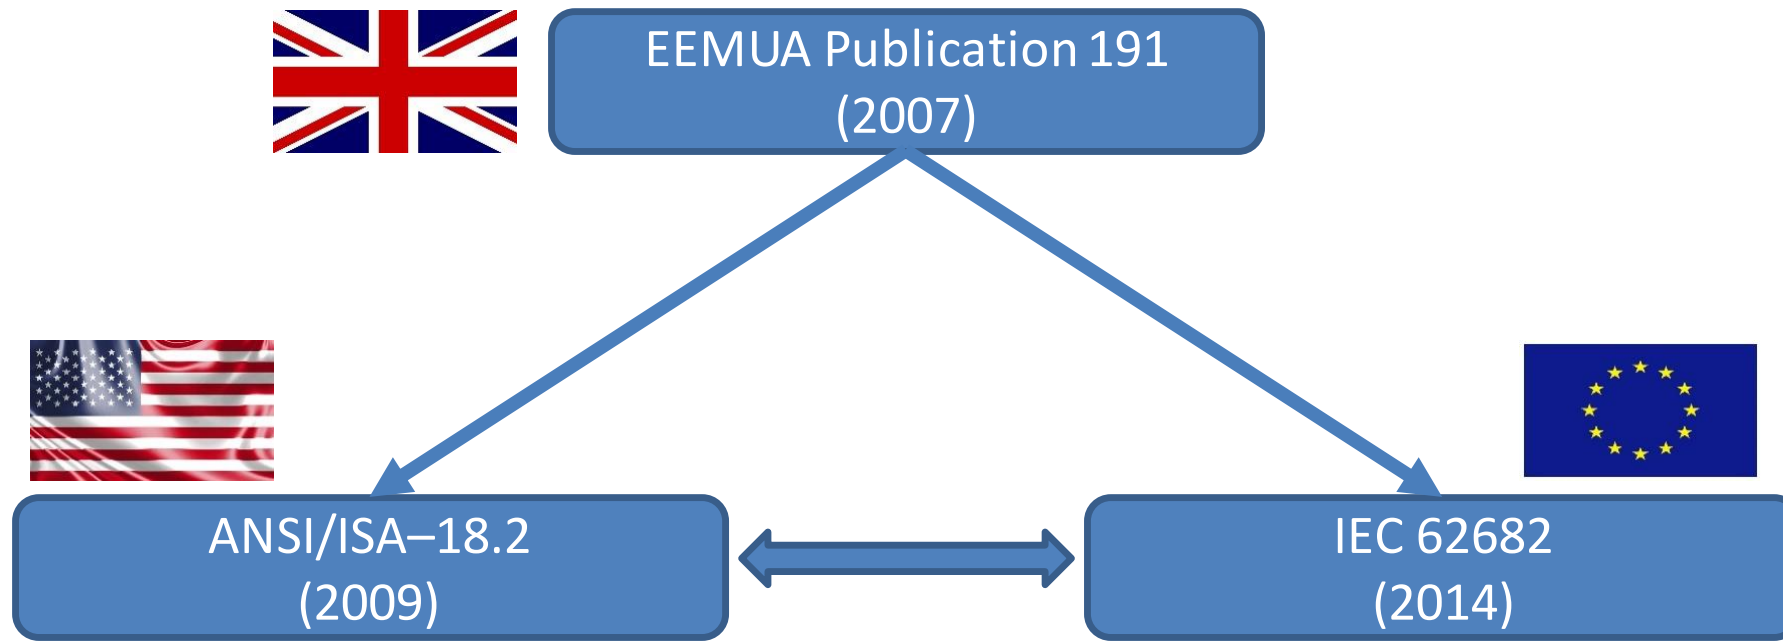 EEMUA Publication 191
(2007)
ANSI/ISA–18.2
(2009)
IEC 62682
(2014)